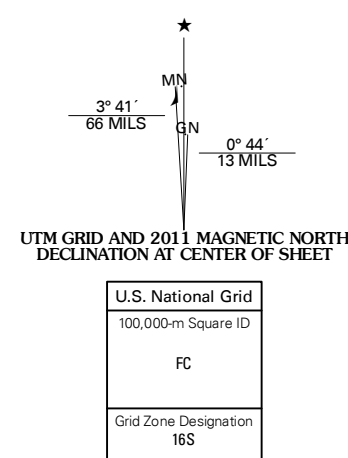 ★
MN
3° 41´
66 MILS
GN
0° 44´
13 MILS
UTM GRID AND 2011 MAGNETIC NORTH
DECLINATION AT CENTER OF SHEET
U.S. National Grid
100,000-m Square ID
FC
Grid Zone Designation
16S